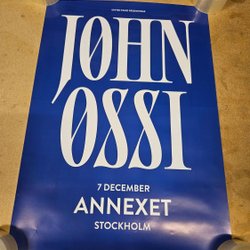 JØHN
ØSSI
7 DECEMBER
ANNEXET
STOCKHOLM